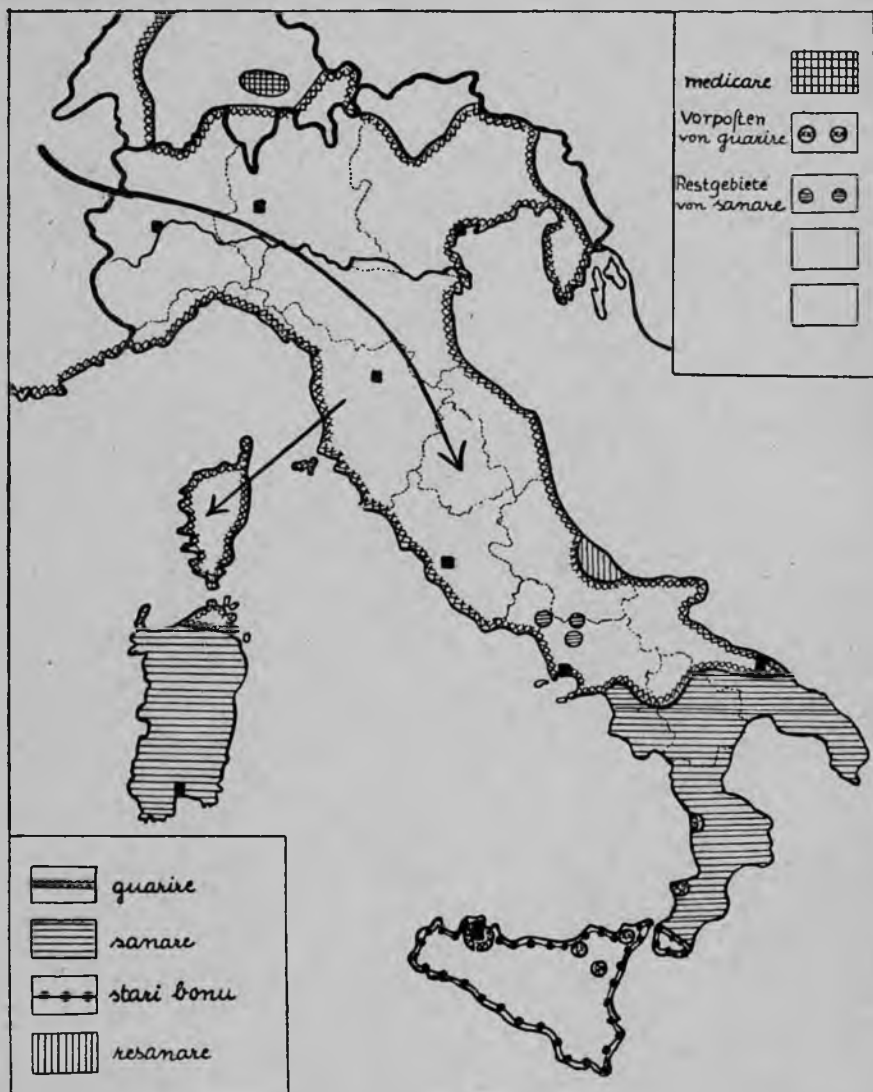 medicare
Vorpoſten
von guarire
Restgebiete
von sanare
guarire
sanare
stari bonu
resanare